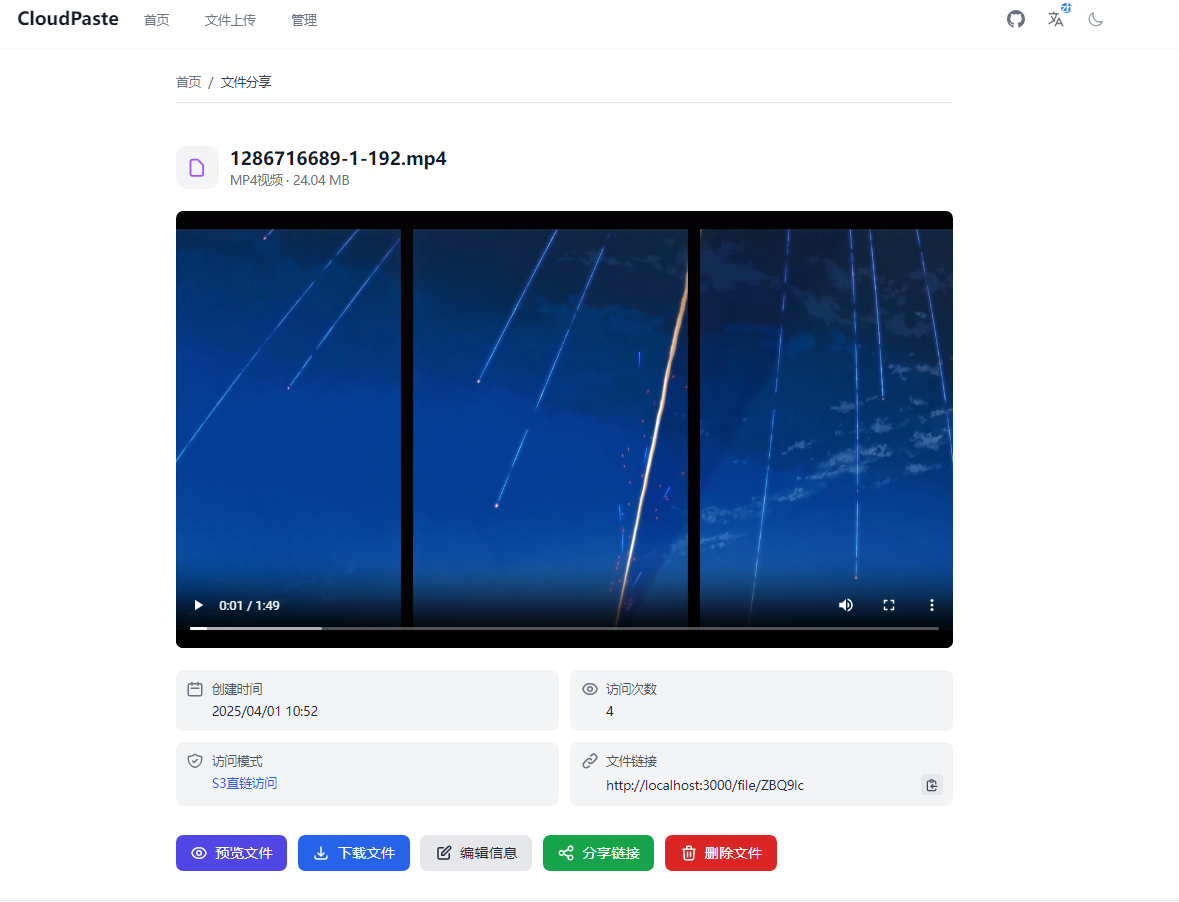 CloudPaste 首页 文件上传 管理
首页 / 文件分享
1286716689-1-192.mp4
MP4视频 · 24.04 MB
0:01 / 1:49
创建时间
2025/04/01 10:52
访问次数
4
访问模式
S3直链访问
文件链接
http://localhost:3000/file/ZBQ9lc
预览文件 下载文件 编辑信息 分享链接 删除文件